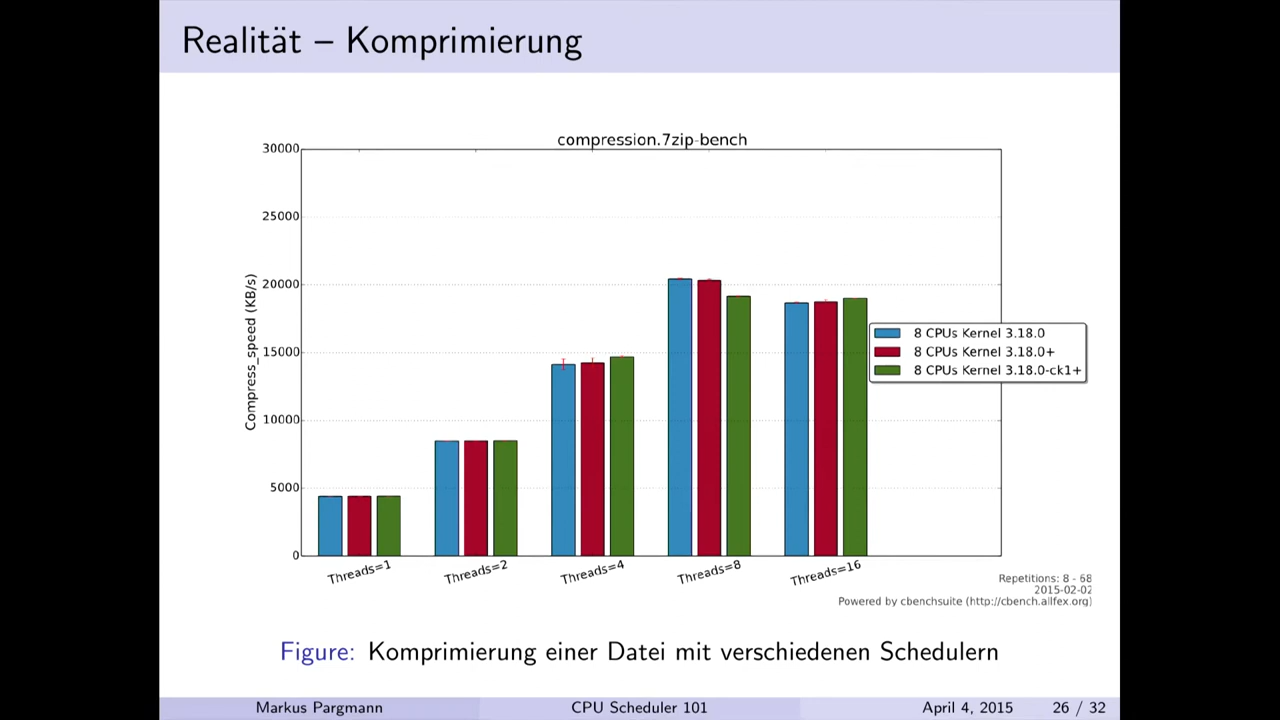 Realität – Komprimierung
compression.7zip-bench
30000
25000
20000
15000
10000
5000
0
Compress_speed (KB/s)
8 CPUs Kernel 3.18.0
8 CPUs Kernel 3.18.0+
8 CPUs Kernel 3.18.0-ck1+
Threads=1
Threads=2
Threads=4
Threads=8
Threads=16
Repetitions: 8 - 68
2015-02-02
Powered by cbenchsuite (http://cbench.allfex.org)
Figure: Komprimierung einer Datei mit verschiedenen Schedulern
Markus Pargmann CPU Scheduler 101 April 4, 2015 26 / 32